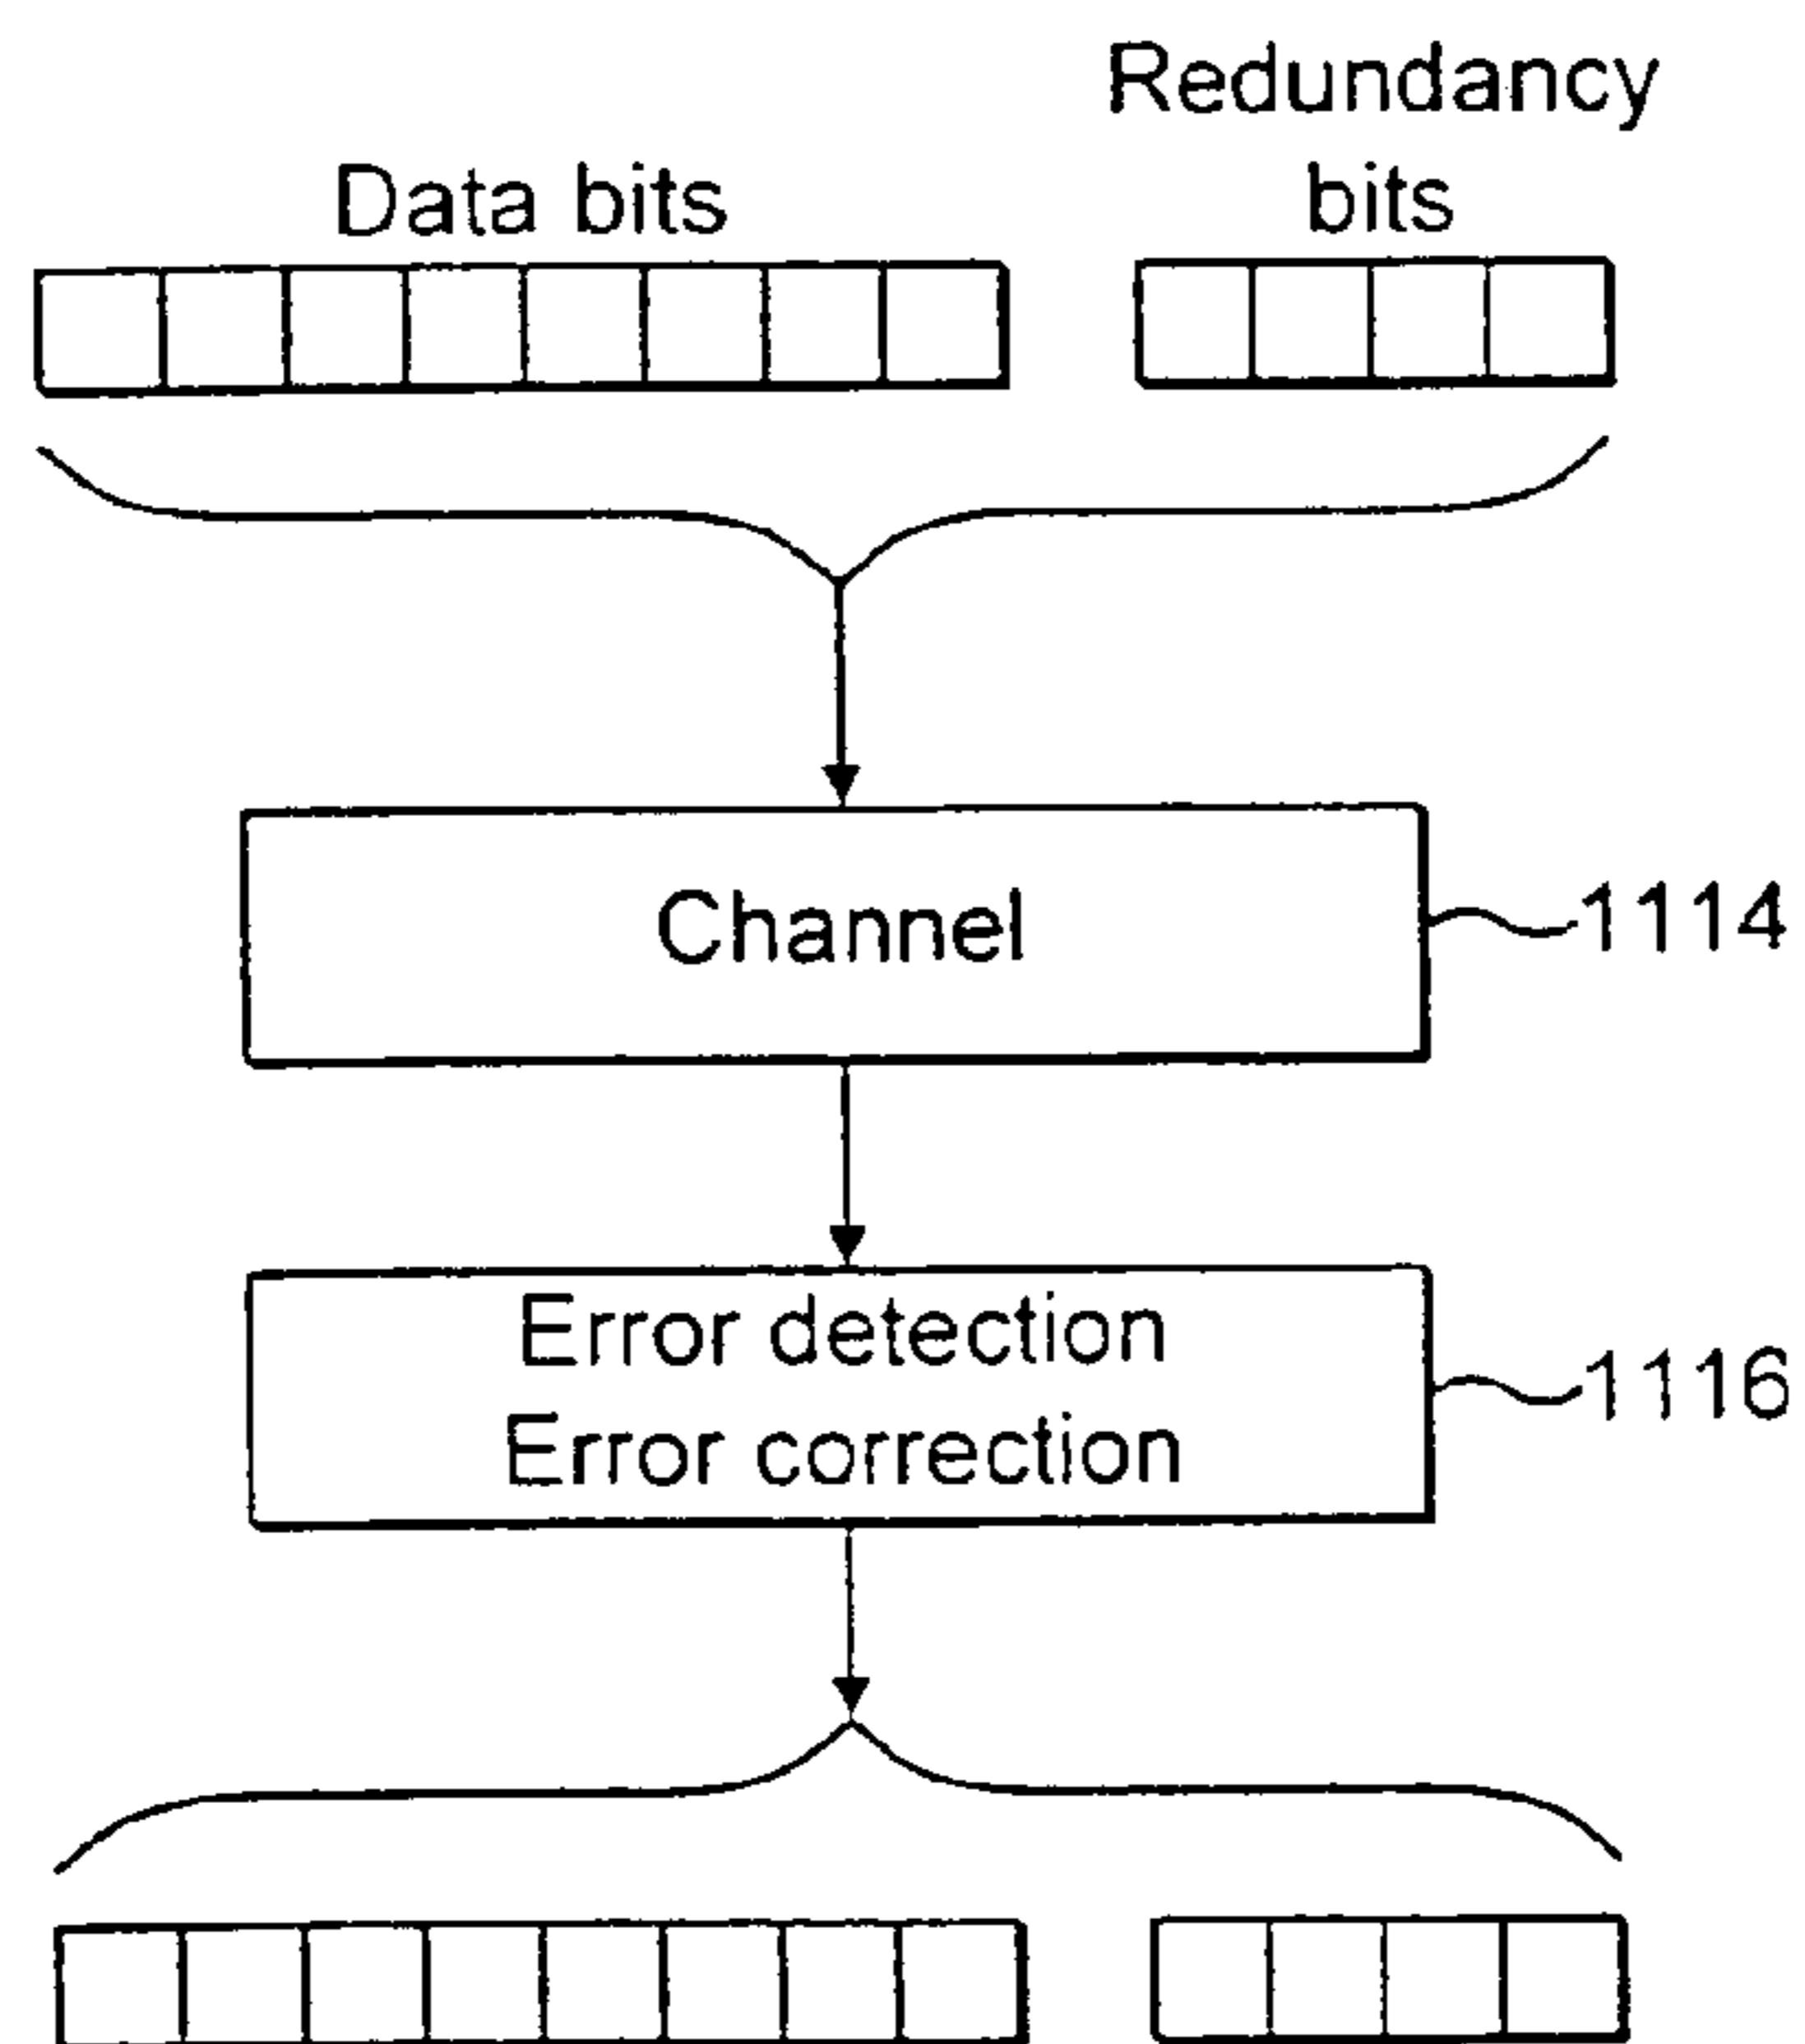 Redundancy
Data bits
bits
Channel
1114
Error detection
Error correction
1116